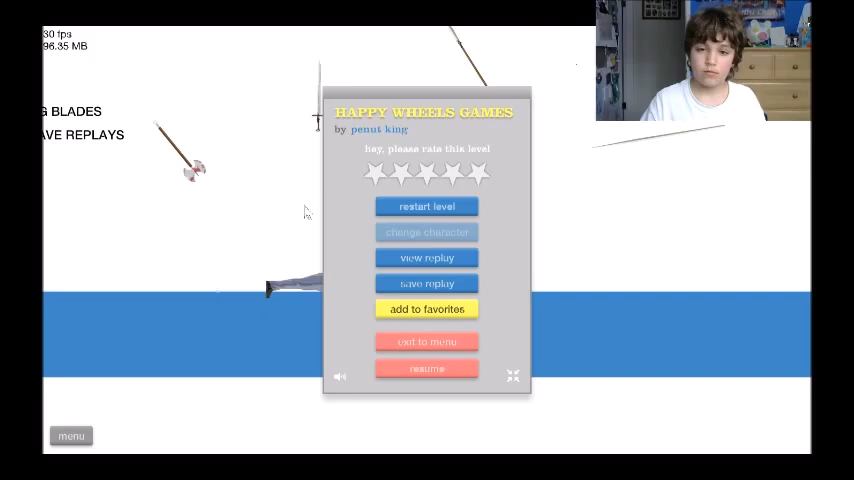 30 fps
96.35 MB
G BLADES
AVE REPLAYS
HAPPY WHEELS GAMES
by penut king
hey, please rate this level
restart level
change character
view replay
save replay
add to favorites
exit to menu
resume
menu